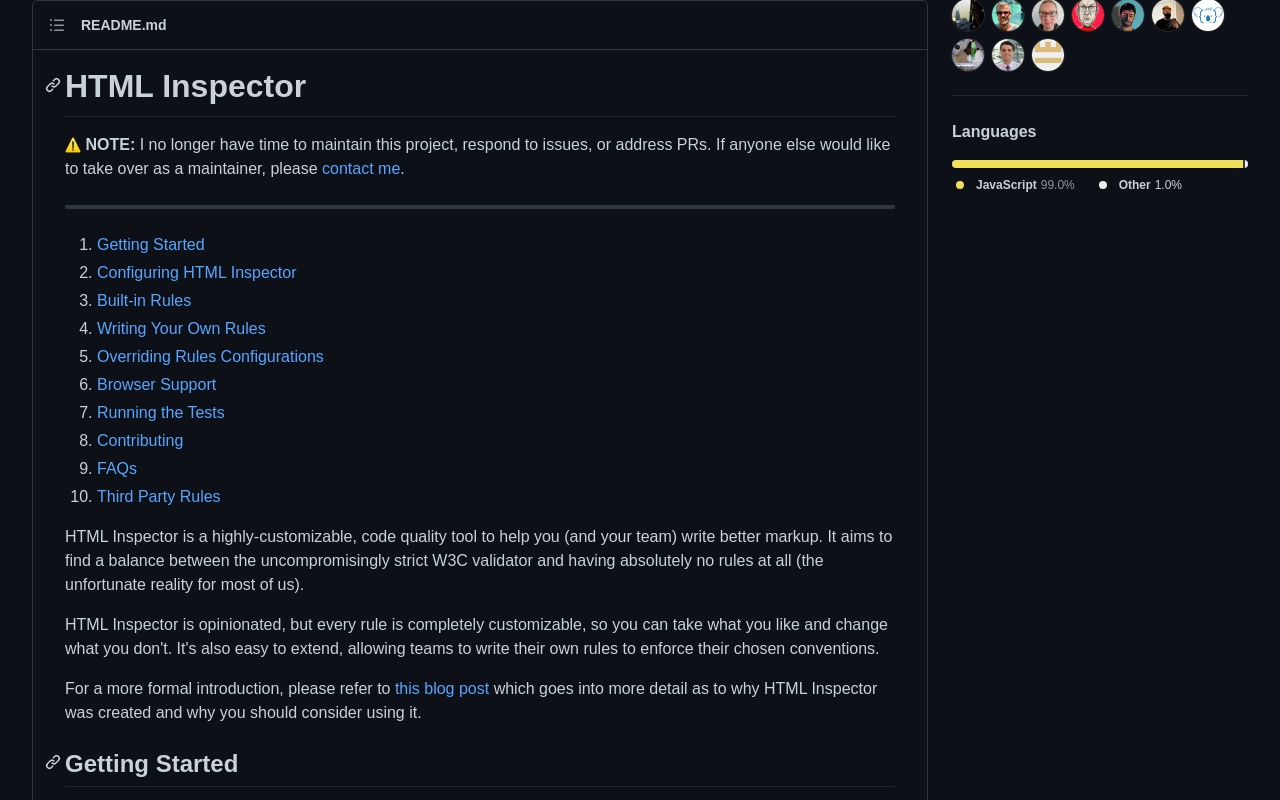 README.md
HTML Inspector
⚠️ NOTE: I no longer have time to maintain this project, respond to issues, or address PRs. If anyone else would like
to take over as a maintainer, please contact me.
1. Getting Started
2. Configuring HTML Inspector
3. Built-in Rules
4. Writing Your Own Rules
5. Overriding Rules Configurations
6. Browser Support
7. Running the Tests
8. Contributing
9. FAQs
10. Third Party Rules
HTML Inspector is a highly-customizable, code quality tool to help you (and your team) write better markup. It aims to
find a balance between the uncompromisingly strict W3C validator and having absolutely no rules at all (the
unfortunate reality for most of us).
HTML Inspector is opinionated, but every rule is completely customizable, so you can take what you like and change
what you don't. It's also easy to extend, allowing teams to write their own rules to enforce their chosen conventions.
For a more formal introduction, please refer to this blog post which goes into more detail as to why HTML Inspector
was created and why you should consider using it.
Getting Started
Languages
JavaScript 99.0% Other 1.0%